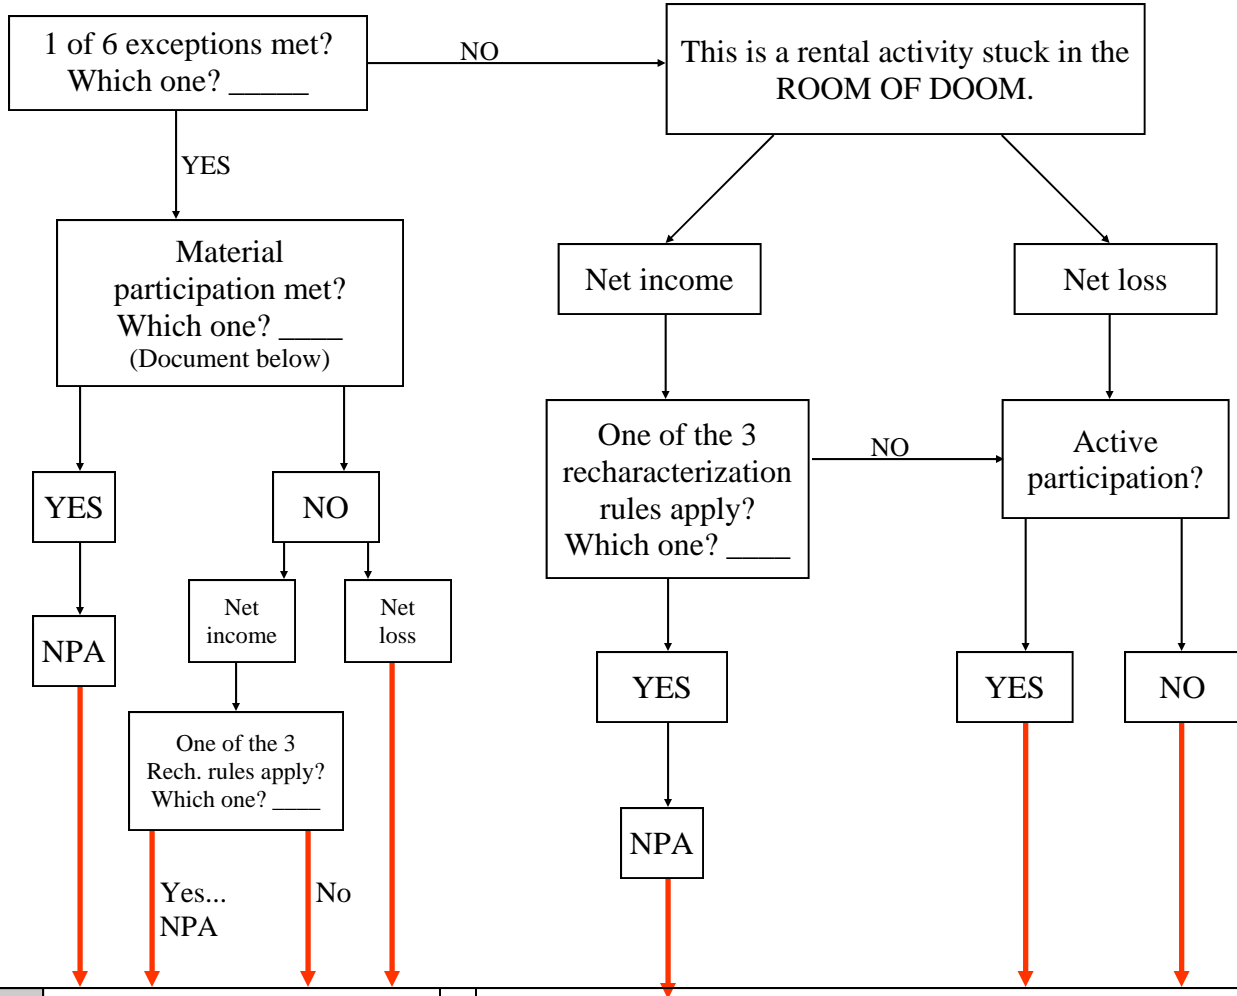 1 of 6 exceptions met?
Which one? _____
NO
This is a rental activity stuck in the
ROOM OF DOOM.
YES
Material
participation met?
Which one? ____
(Document below)
Net income
Net loss
One of the 3
recharacterization
rules apply?
Which one? ____
NO
Active
participation?
YES
NO
Net
income
Net
loss
NPA
YES
YES
NO
One of the 3
Rech. rules apply?
Which one? ____
NPA
Yes...
NPA
No